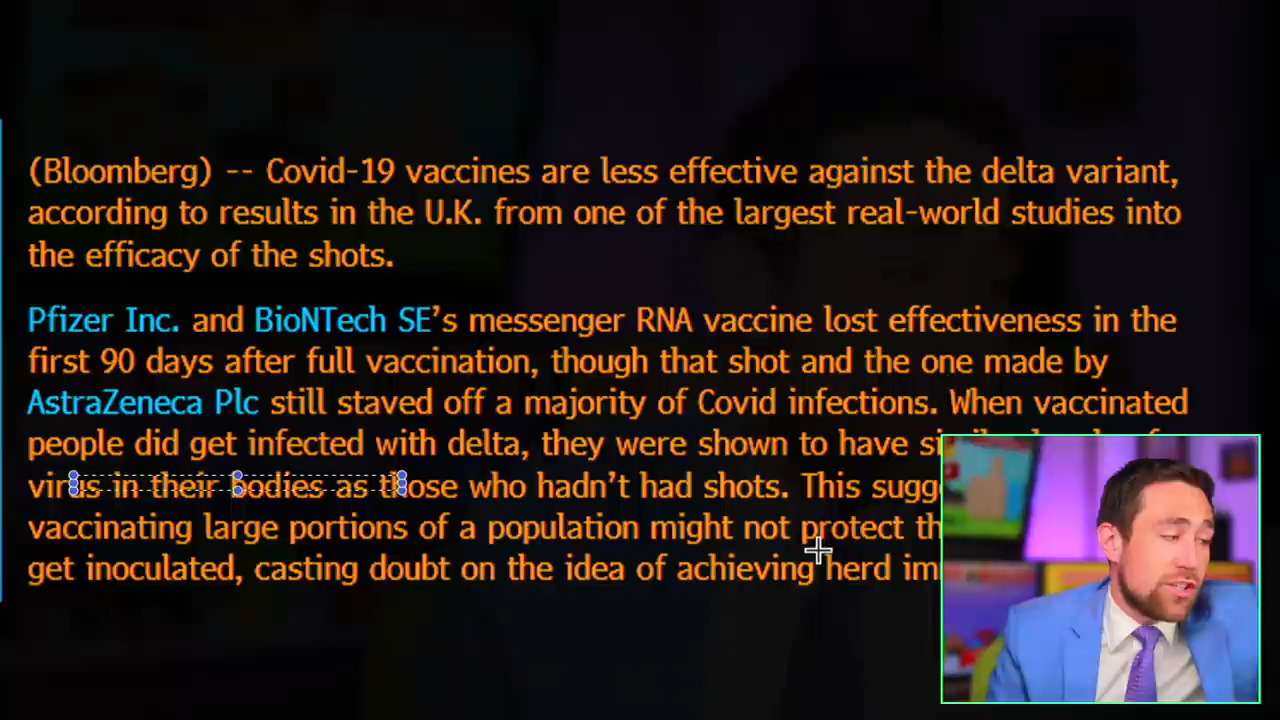 (Bloomberg) -- Covid-19 vaccines are less effective against the delta variant,
according to results in the U.K. from one of the largest real-world studies into
the efficacy of the shots.
Pfizer Inc. and BioNTech SE’s messenger RNA vaccine lost effectiveness in the
first 90 days after full vaccination, though that shot and the one made by
AstraZeneca Plc still staved off a majority of Covid infections. When vaccinated
people did get infected with delta, they were shown to have
virus in their bodies as those who hadn’t had shots. This
vaccinating large portions of a population might not protect
get inoculated, casting doubt on the idea of achieving herd